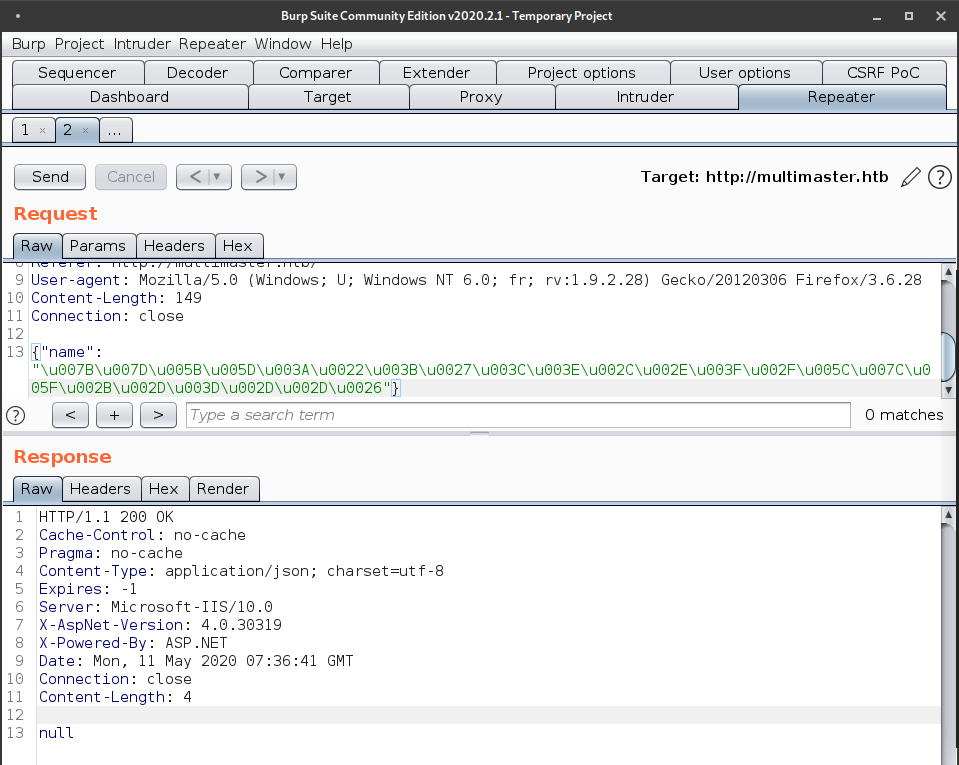 Burp Suite Community Edition v2020.2.1 - Temporary Project
Burp Project Intruder Repeater Window Help
Sequencer Decoder Comparer Extender Project options User options CSRF PoC
Dashboard Target Proxy Intruder Repeater
1 × 2 × ...
Send Cancel < | ▼ > | ▼ Target: http://multimaster.htb ?
Request
Raw Params Headers Hex
8 Referer: http://multimaster.htb/
9 User-agent: Mozilla/5.0 (Windows; U; Windows NT 6.0; fr; rv:1.9.2.28) Gecko/20120306 Firefox/3.6.28
10 Content-Length: 149
11 Connection: close
12
13 {"name":
"\u007B\u007D\u005B\u005D\u003A\u0022\u003B\u0027\u003C\u003E\u002C\u002E\u003F\u002F\u005C\u007C\u0
05F\u002B\u002D\u003D\u002D\u002D\u0026"}
? < + > Type a search term 0 matches
Response
Raw Headers Hex Render
1 HTTP/1.1 200 OK
2 Cache-Control: no-cache
3 Pragma: no-cache
4 Content-Type: application/json; charset=utf-8
5 Expires: -1
6 Server: Microsoft-IIS/10.0
7 X-AspNet-Version: 4.0.30319
8 X-Powered-By: ASP.NET
9 Date: Mon, 11 May 2020 07:36:41 GMT
10 Connection: close
11 Content-Length: 4
12
13 null